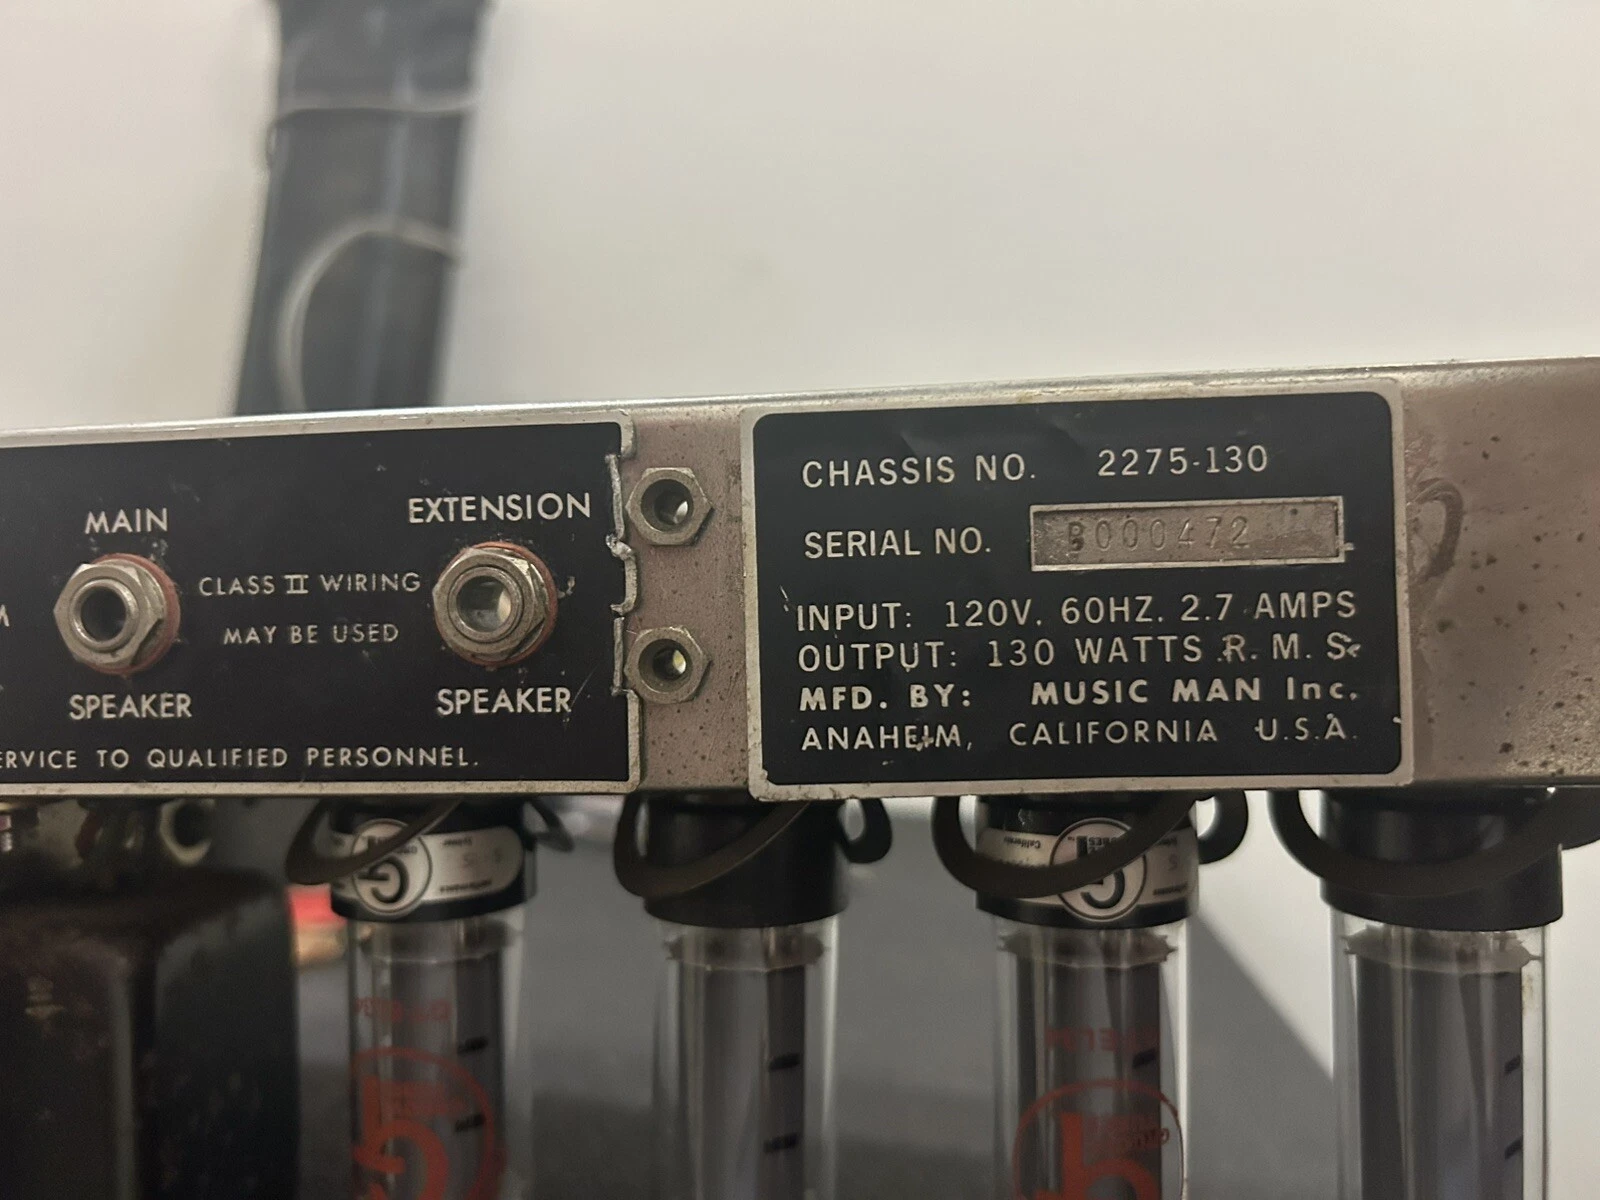 MAIN
SPEAKER
CLASS II WIRING
MAY BE USED
EXTENSION
SPEAKER
SERVICE TO QUALIFIED PERSONNEL.
CHASSIS NO. 2275-130
SERIAL NO. B000472
INPUT: 120V. 60HZ. 2.7 AMPS
OUTPUT: 130 WATTS R. M. S.
MFD. BY: MUSIC MAN Inc.
ANAHEIM, CALIFORNIA U.S.A.